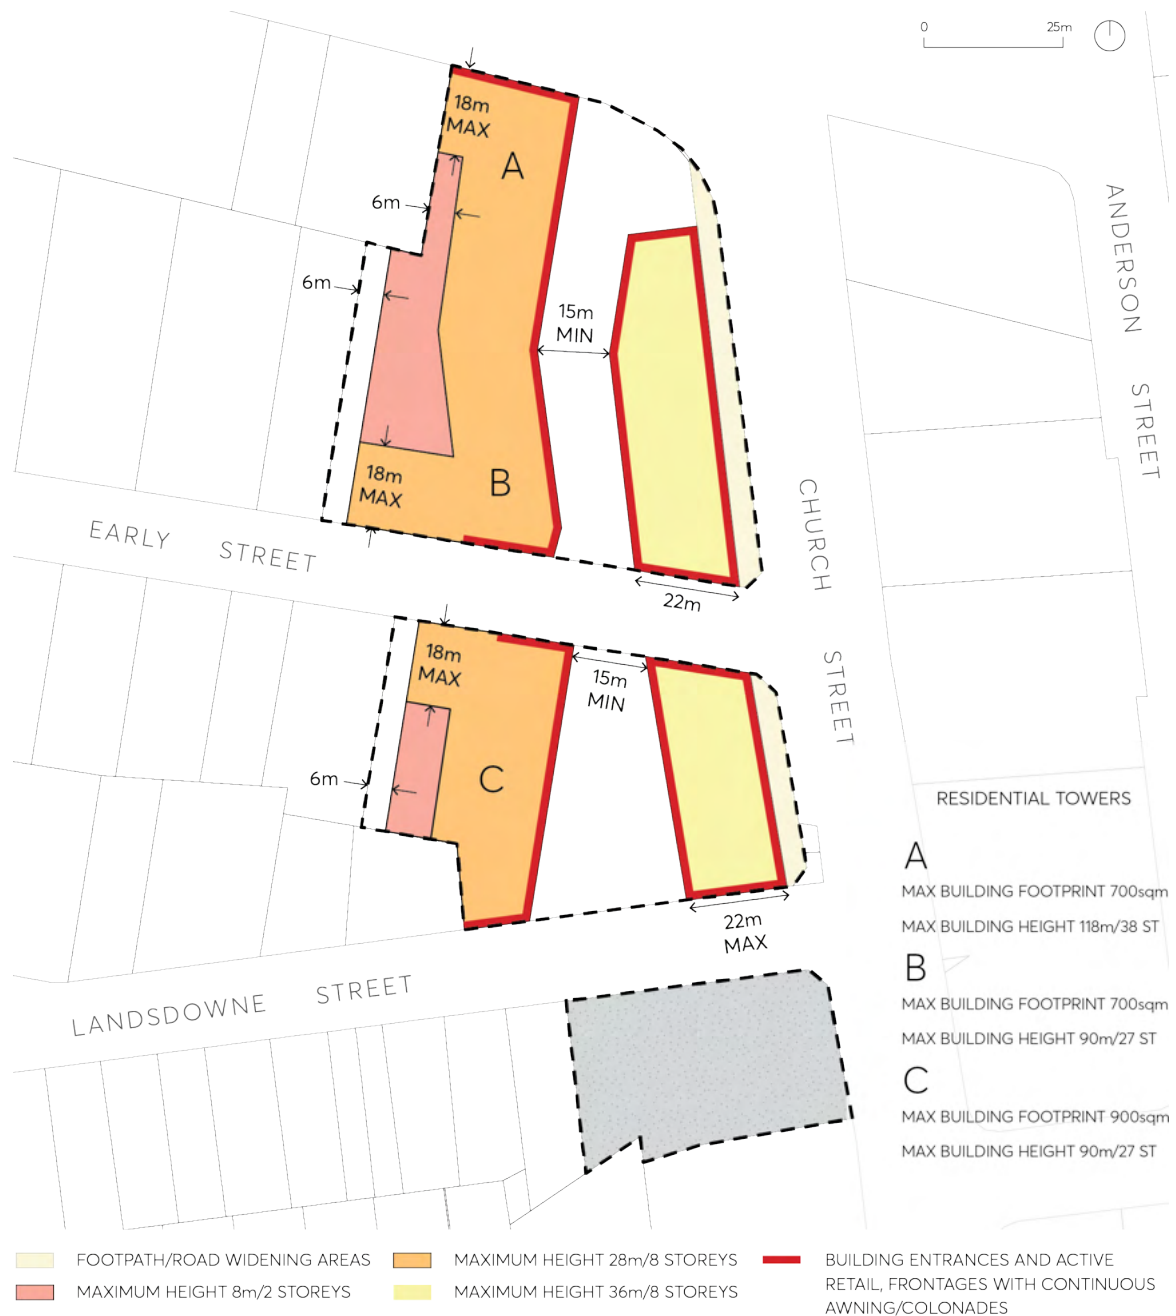 0 25m
18m
MAX
A
6m
6m
15m
MIN
18m
MAX
B
22m
EARLY STREET
ANDERSON STREET
CHURCH STREET
18m
MAX
15m
MIN
6m
C
22m
MAX
LANDSDOWNE STREET
RESIDENTIAL TOWERS
A
MAX BUILDING FOOTPRINT 700sqm
MAX BUILDING HEIGHT 118m/38 ST
B
MAX BUILDING FOOTPRINT 700sqm
MAX BUILDING HEIGHT 90m/27 ST
C
MAX BUILDING FOOTPRINT 900sqm
MAX BUILDING HEIGHT 90m/27 ST
FOOTPATH/ROAD WIDENING AREAS
MAXIMUM HEIGHT 8m/2 STOREYS
MAXIMUM HEIGHT 28m/8 STOREYS
MAXIMUM HEIGHT 36m/8 STOREYS
BUILDING ENTRANCES AND ACTIVE
RETAIL, FRONTAGES WITH CONTINUOUS
AWNING/COLONADES